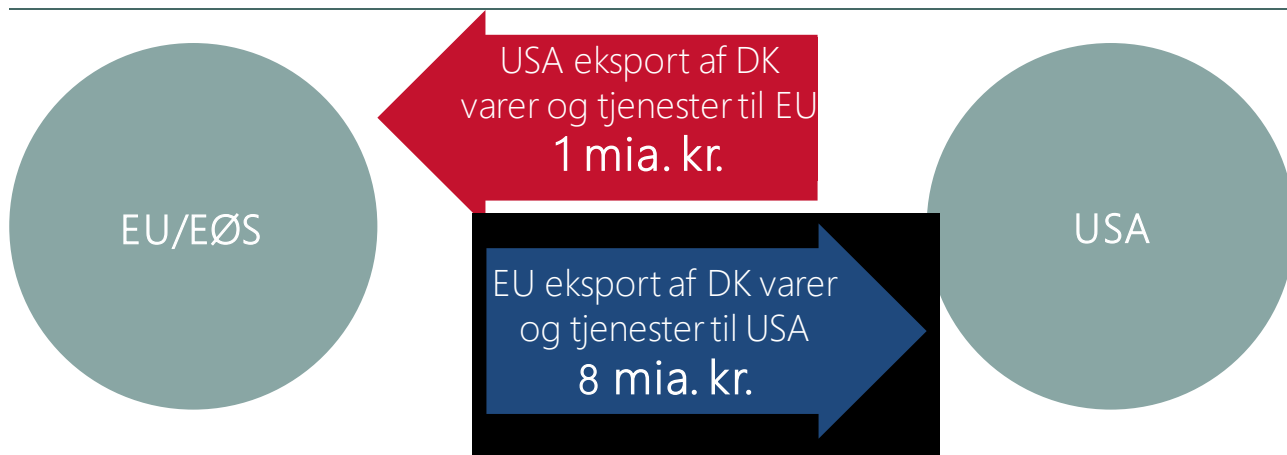 USA eksport af DK
varer og tjenester til EU
1 mia. kr.
EU/EØS
USA
EU eksport af DK varer
og tjenester til USA
8 mia. kr.